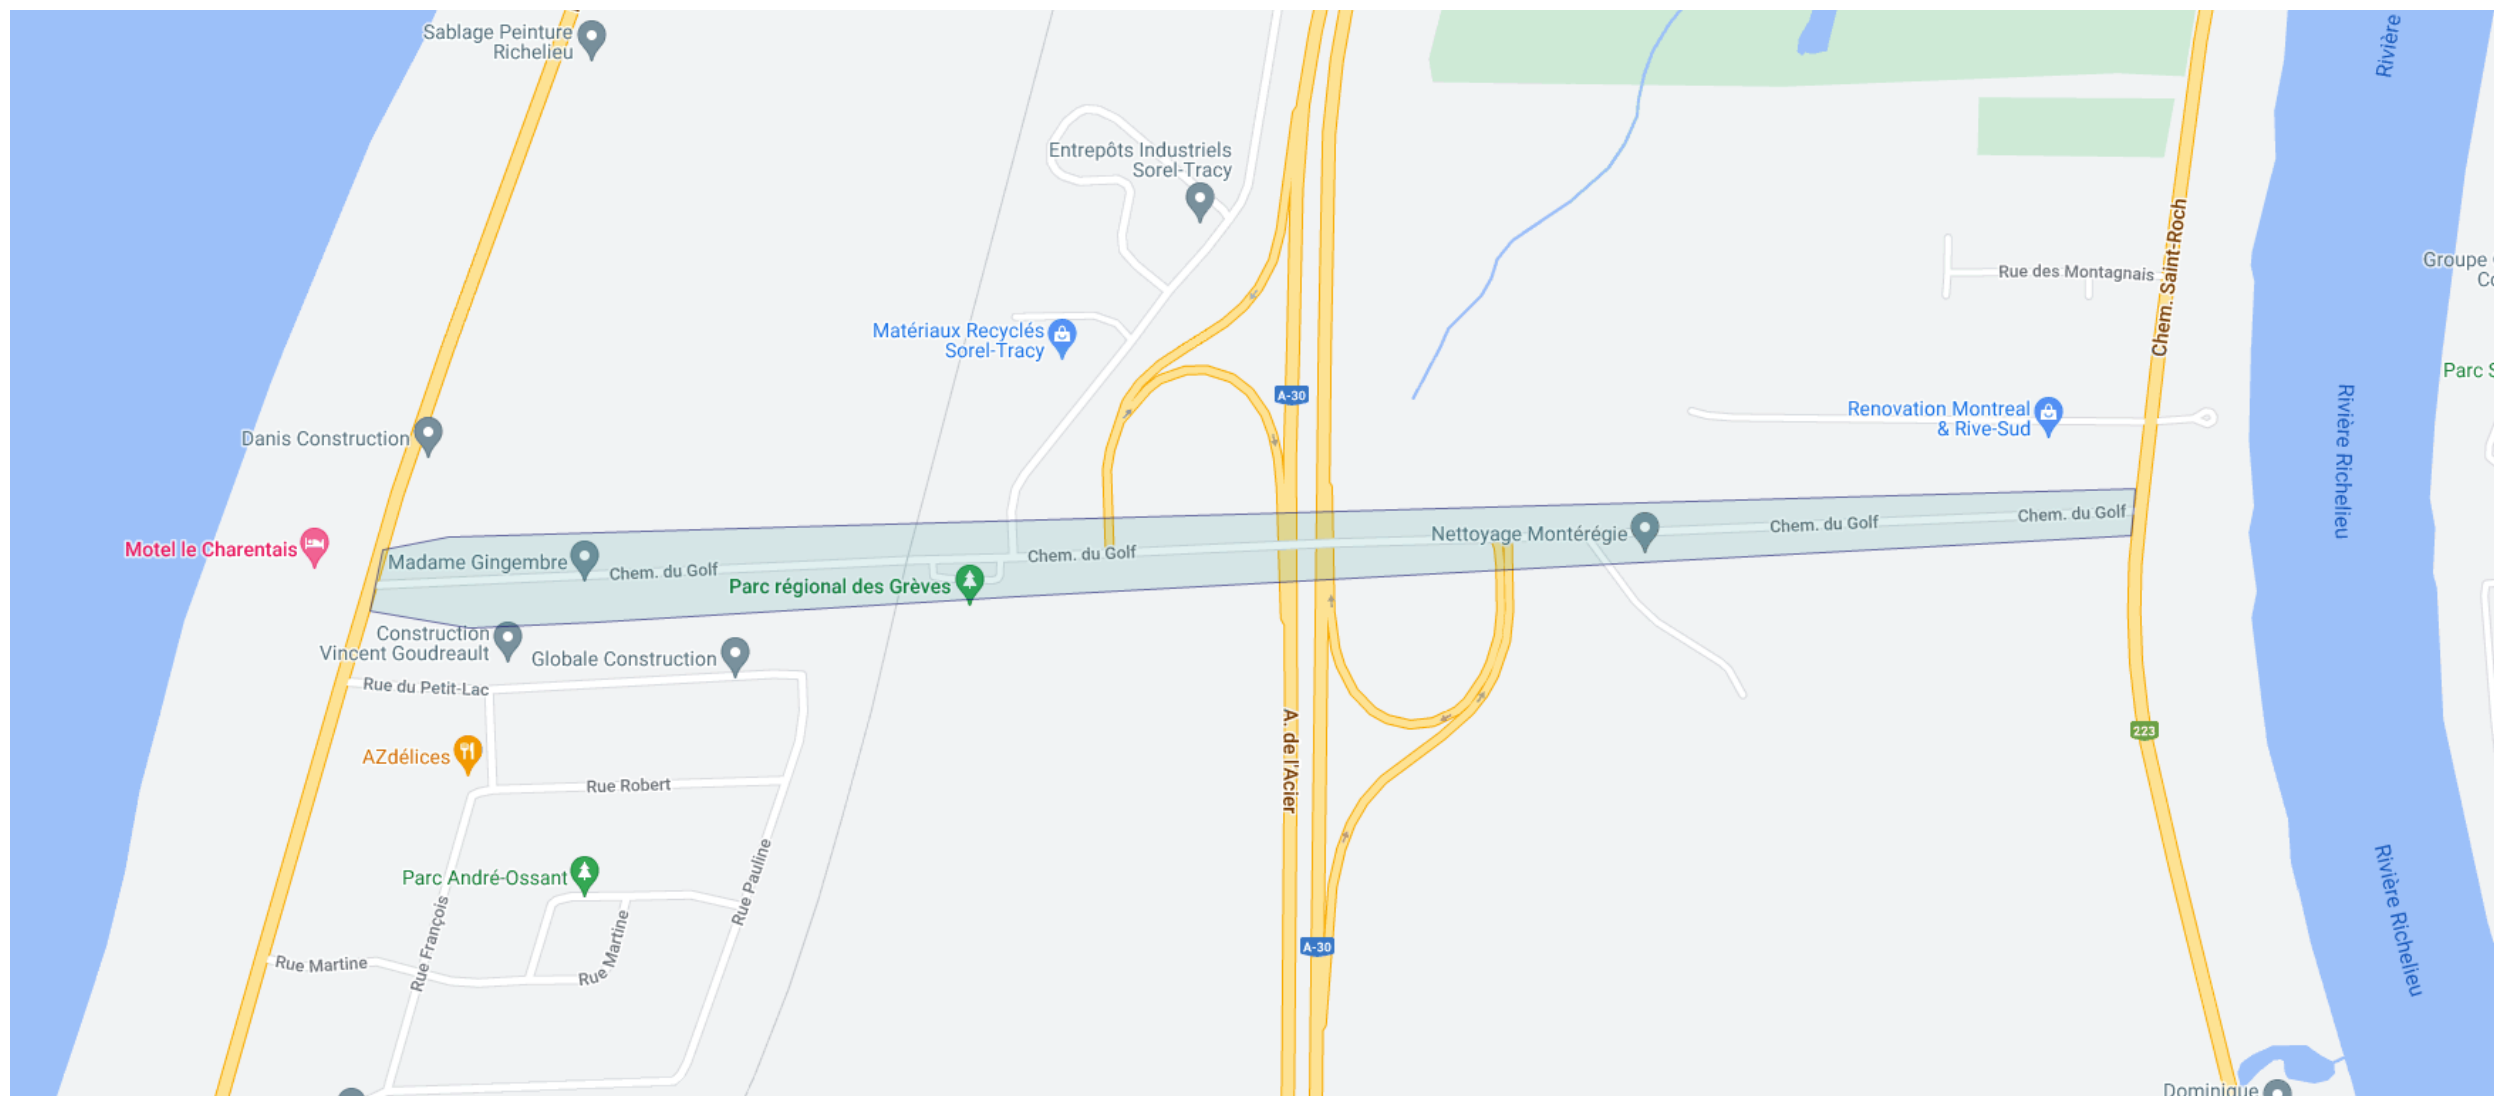 Sablage Peinture
Richelieu
Rivière
Entrepôts Industriels
Sorel-Tracy
Chem. Saint-Roch
Rue des Montagnais
Groupe
Parc S
Matériaux Recyclés
Sorel-Tracy
A-30
Renovation Montreal
& Rive-Sud
Rivière Richelieu
Danis Construction
Motel le Charentais
Madame Gingembre
Chem. du Golf
Parc régional des Grèves
Chem. du Golf
Nettoyage Montérégie
Chem. du Golf
Chem. du Golf
Construction
Vincent Goudreault
Globale Construction
Rue du Petit-Lac
A. de l'Acier
223
AZdélices
Rue Robert
Parc André-Ossant
Rue Pauline
Rue François
Rue Martine
Rue Martine
A-30
Rivière Richelieu
Dominique